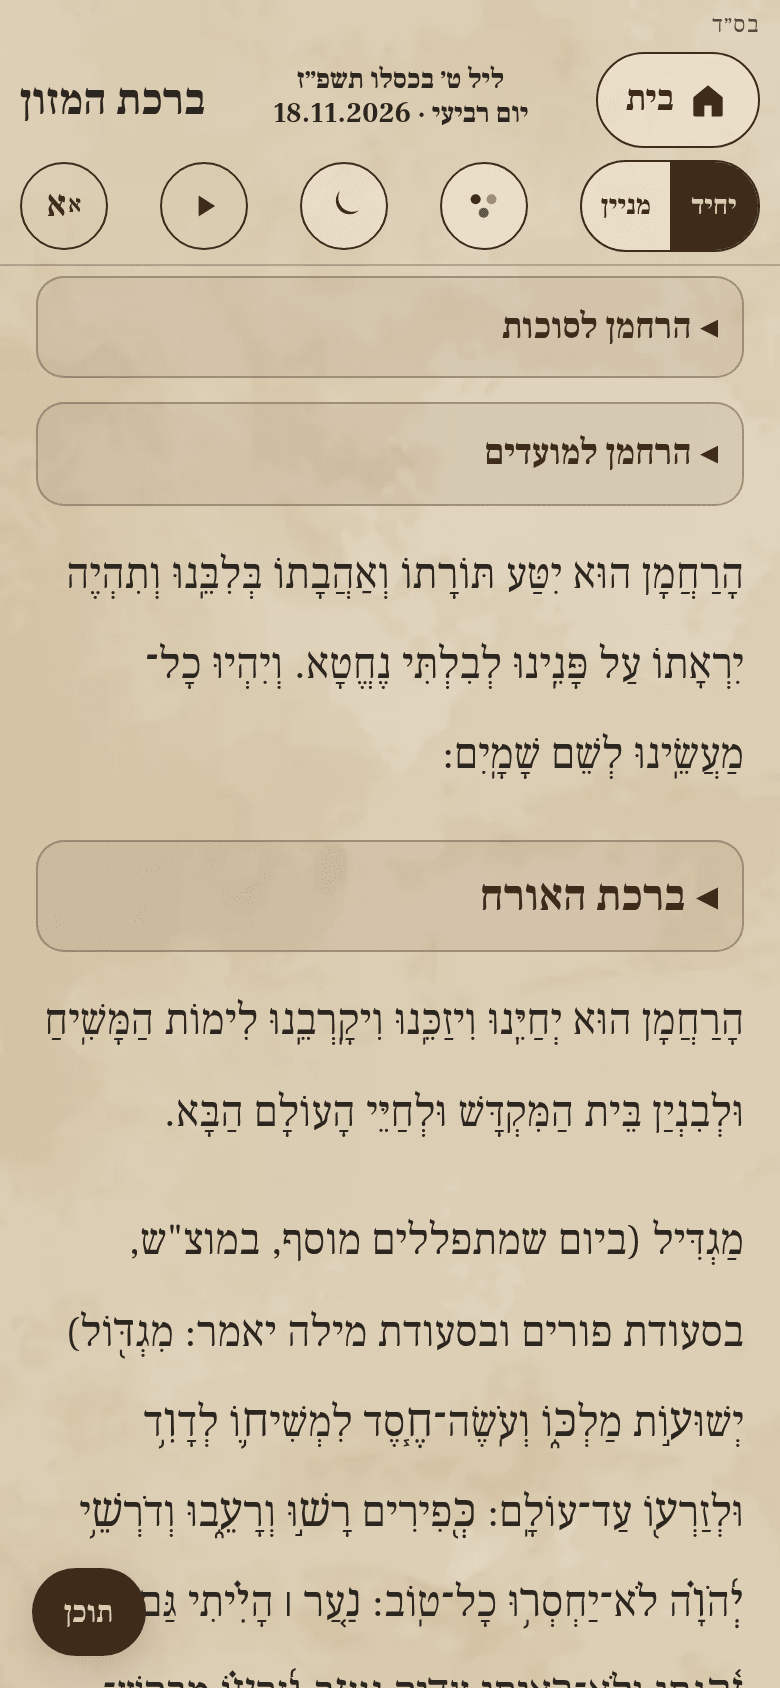 בס״ד
בית
ליל ט׳ בכסלו תשפ״ז
יום רביעי · 18.11.2026
ברכת המזון
יחיד
מניין
אא
◀ הרחמן לסוכות
◀ הרחמן למועדים
הָרַחֲמָן הוּא יִטַּע תּוֹרָתוֹ וְאַהֲבָתוֹ בְּלִבֵּֽנוּ וְתִהְיֶה
יִרְאָתוֹ עַל פָּנֵֽינוּ לְבִלְתִּי נֶחֱטָא. וְיִהְיוּ כָל־
מַעֲשֵֽׂינוּ לְשֵׁם שָׁמָֽיִם:
◀ ברכת האורח
הָרַחֲמָן הוּא יְחַיֵּֽנוּ וִיזַכֵּֽנוּ וִיקָרְבֵֽנוּ לִימוֹת הַמָּשִֽׁיחַ
וּלְבִנְיַן בֵּית הַמִּקְדָּשׁ וּלְחַיֵּי הָעוֹלָם הַבָּא.
מַגְדִּיל (ביום שמתפללים מוסף, במוצ"ש,
בסעודת פורים ובסעודת מילה יאמר: מִגְדּ֖וֹל)
יְשׁוּע֣וֹת מַלְכּ֑וֹ וְעֹֽשֶׂה־חֶ֧סֶד לִמְשִׁיח֛וֹ לְדָוִ֥ד
וּלְזַרְע֖וֹ עַד־עוֹלָֽם: כְּ֭פִירִים רָשׁ֣וּ וְרָעֵ֑בוּ וְדֹרְשֵׁ֥י
יְ֝הֹוָ֗ה לֹא־יַחְסְר֥וּ כָל־טֽוֹב: נַ֤עַר ׀ הָיִ֗יתִי גַּם
תוכן